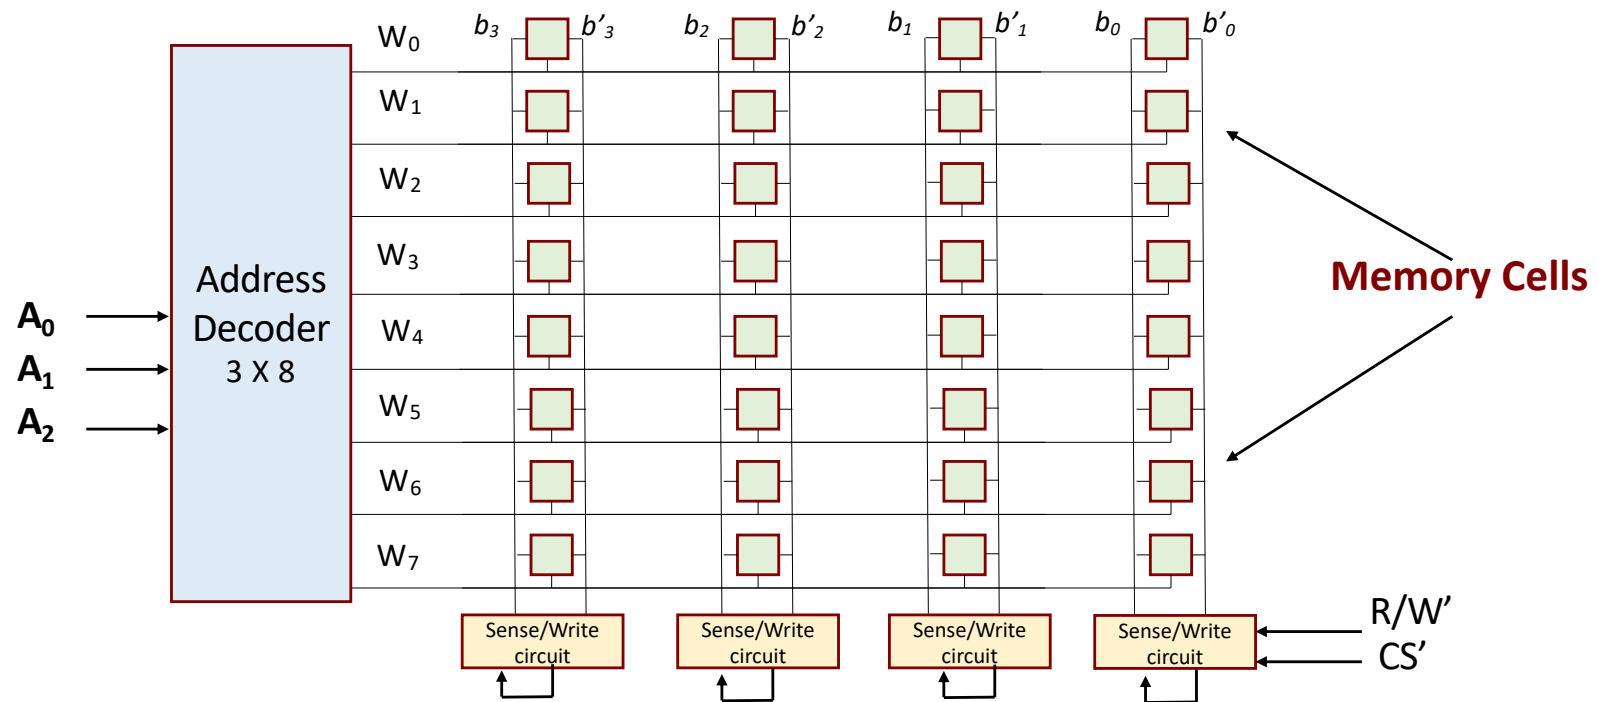 b₃ b'₃ b₂ b'₂ b₁ b'₁ b₀ b'₀
W₀
W₁
W₂
W₃
W₄
W₅
W₆
W₇
Address
Decoder
3 X 8
A₀
A₁
A₂
Memory Cells
Sense/Write
circuit
Sense/Write
circuit
Sense/Write
circuit
Sense/Write
circuit
R/W’
CS’